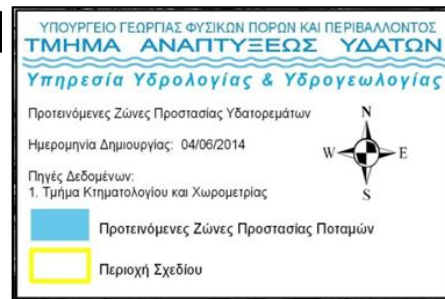 ΥΠΟΥΡΓΕΙΟ ΓΕΩΡΓΙΑΣ ΦΥΣΙΚΩΝ ΠΟΡΩΝ ΚΑΙ ΠΕΡΙΒΑΛΛΟΝΤΟΣ
ΤΜΗΜΑ ΑΝΑΠΤΥΞΕΩΣ ΥΔΑΤΩΝ
Υπηρεσία Υδρολογίας & Υδρογεωλογίας
Προτεινόμενες Ζώνες Προστασίας Υδατορεμάτων
Ημερομηνία Δημιουργίας: 04/06/2014
Πηγές Δεδομένων:
1. Τμήμα Κτηματολογίου και Χωρομετρίας
N
W E
S
Προτεινόμενες Ζώνες Προστασίας Ποταμών
Περιοχή Σχεδίου